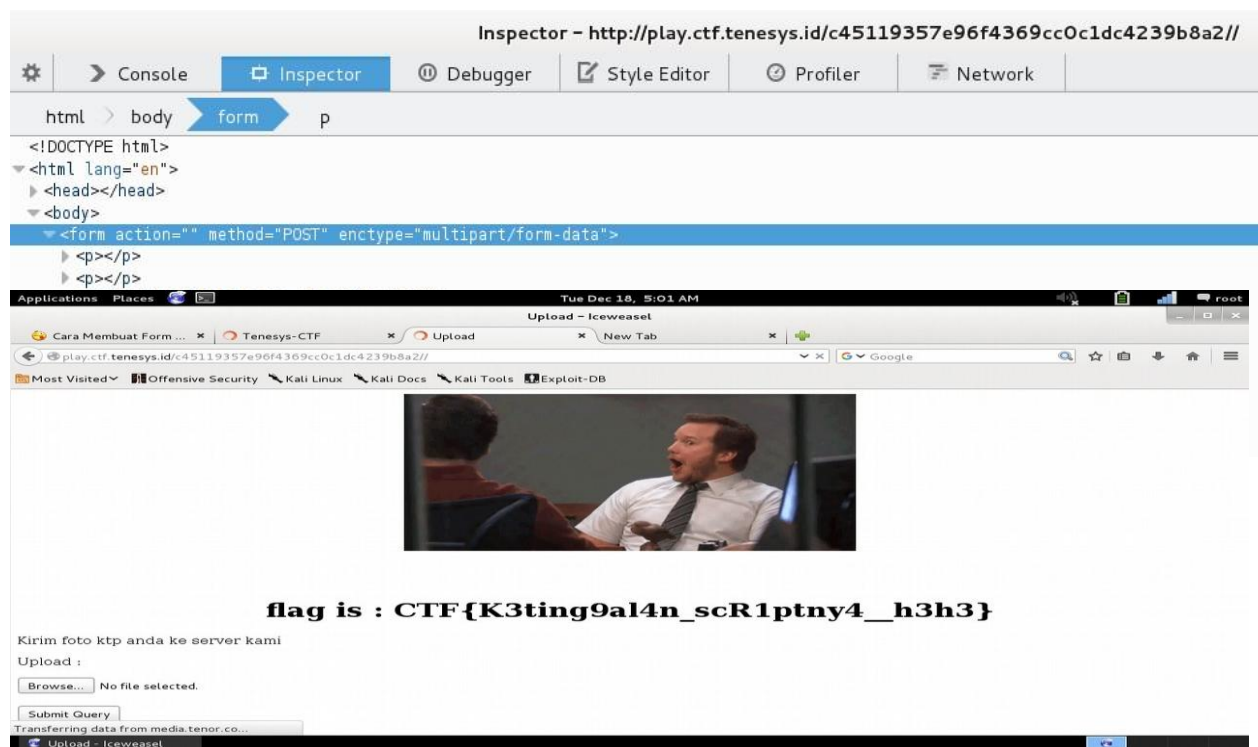 Inspector – http://play.ctf.tenesys.id/c45119357e96f4369cc0c1dc4239b8a2//
Console Inspector Debugger Style Editor Profiler Network
html body form p
<!DOCTYPE html>
<html lang="en">
<head></head>
<body>
<form action="" method="POST" enctype="multipart/form-data">
<p></p>
<p></p>
Applications Places Tue Dec 18, 5:01 AM root
Upload – Iceweasel
Cara Membuat Form ... Tenesys-CTF Upload New Tab
play.ctf.tenesys.id/c45119357e96f4369cc0c1dc4239b8a2// Google
Most Visited Offensive Security Kali Linux Kali Docs Kali Tools Exploit-DB
flag is : CTF{K3ting9al4n_scR1ptny4__h3h3}
Kirim foto ktp anda ke server kami
Upload :
Browse... No file selected.
Submit Query
Transferring data from media.tenor.co...
Upload - Iceweasel